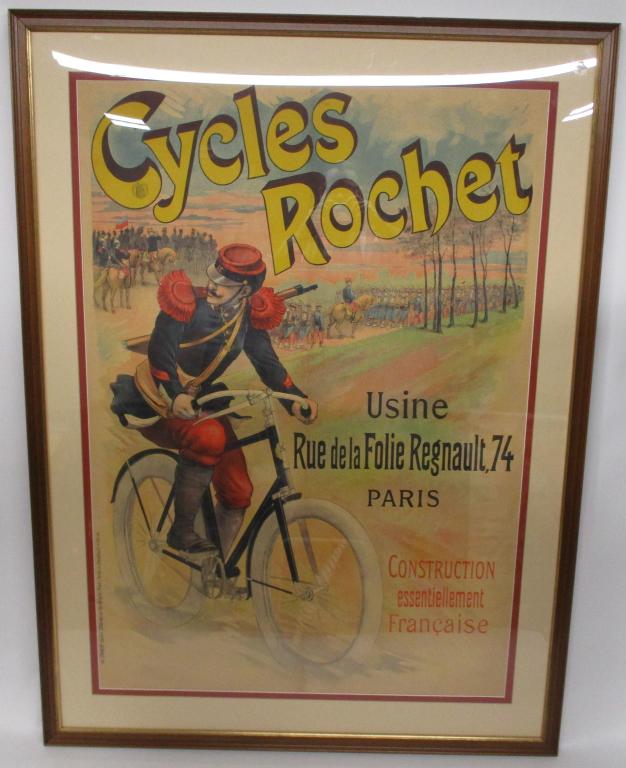 Cycles
Rochet
Usine
Rue de la Folie Regnault, 74
PARIS
CONSTRUCTION
essentiellement
Française